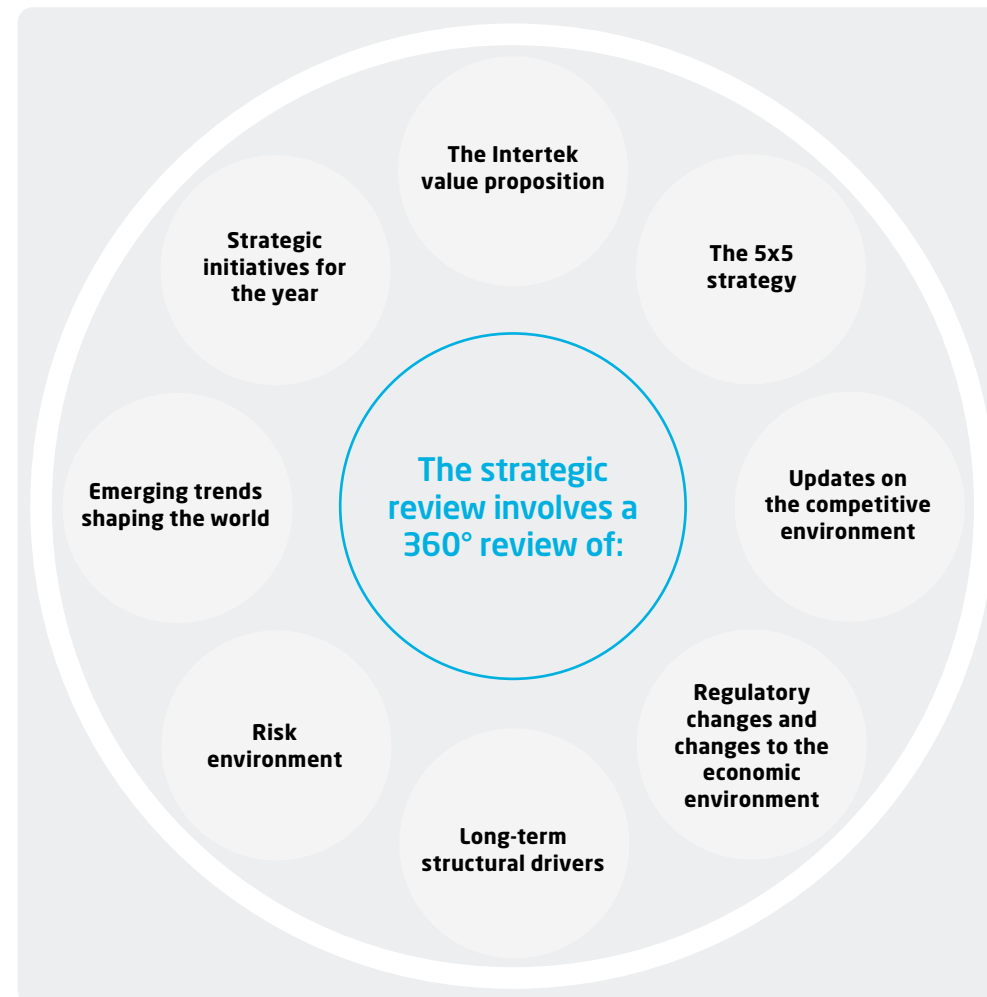 The strategic
review involves a
360° review of:
The Intertek
value proposition
The 5x5
strategy
Updates on
the competitive
environment
Regulatory
changes and
changes to the
economic
environment
Long-term
structural drivers
Risk
environment
Emerging trends
shaping the world
Strategic
initiatives for
the year